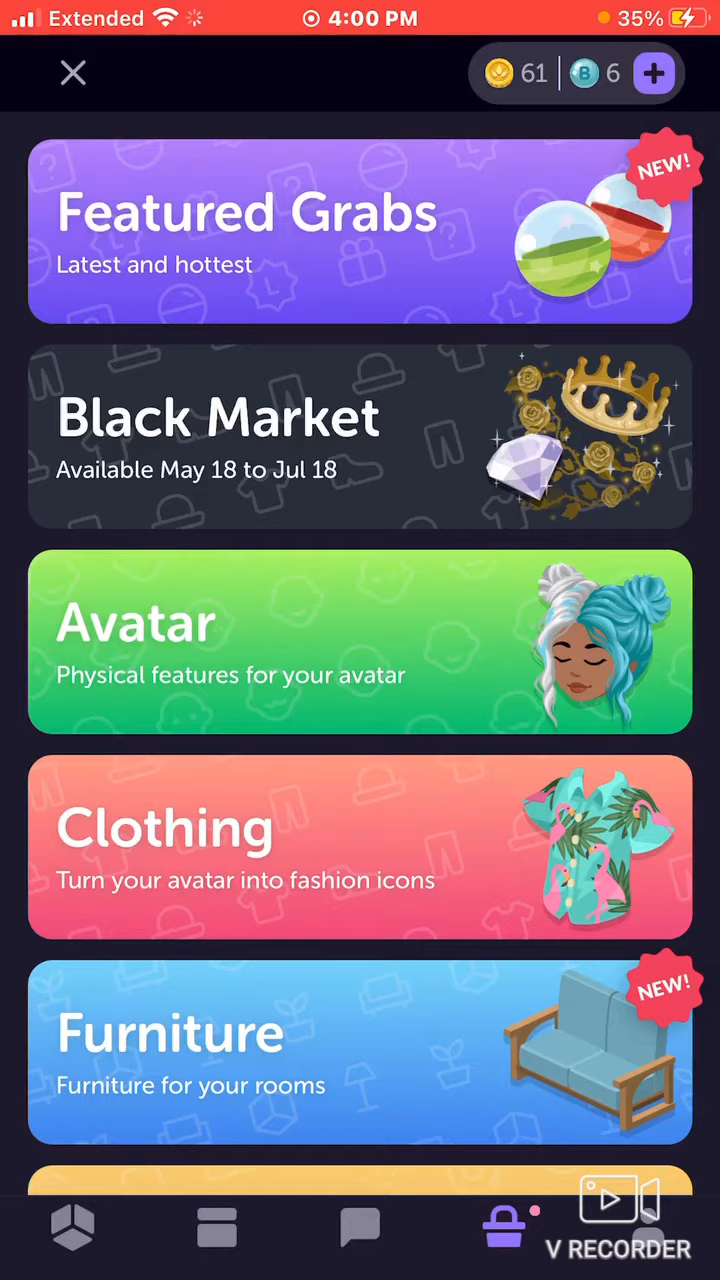 Extended 4:00 PM 35%
61 B 6
NEW!
Featured Grabs
Latest and hottest
Black Market
Available May 18 to Jul 18
Avatar
Physical features for your avatar
Clothing
Turn your avatar into fashion icons
NEW!
Furniture
Furniture for your rooms
V RECORDER